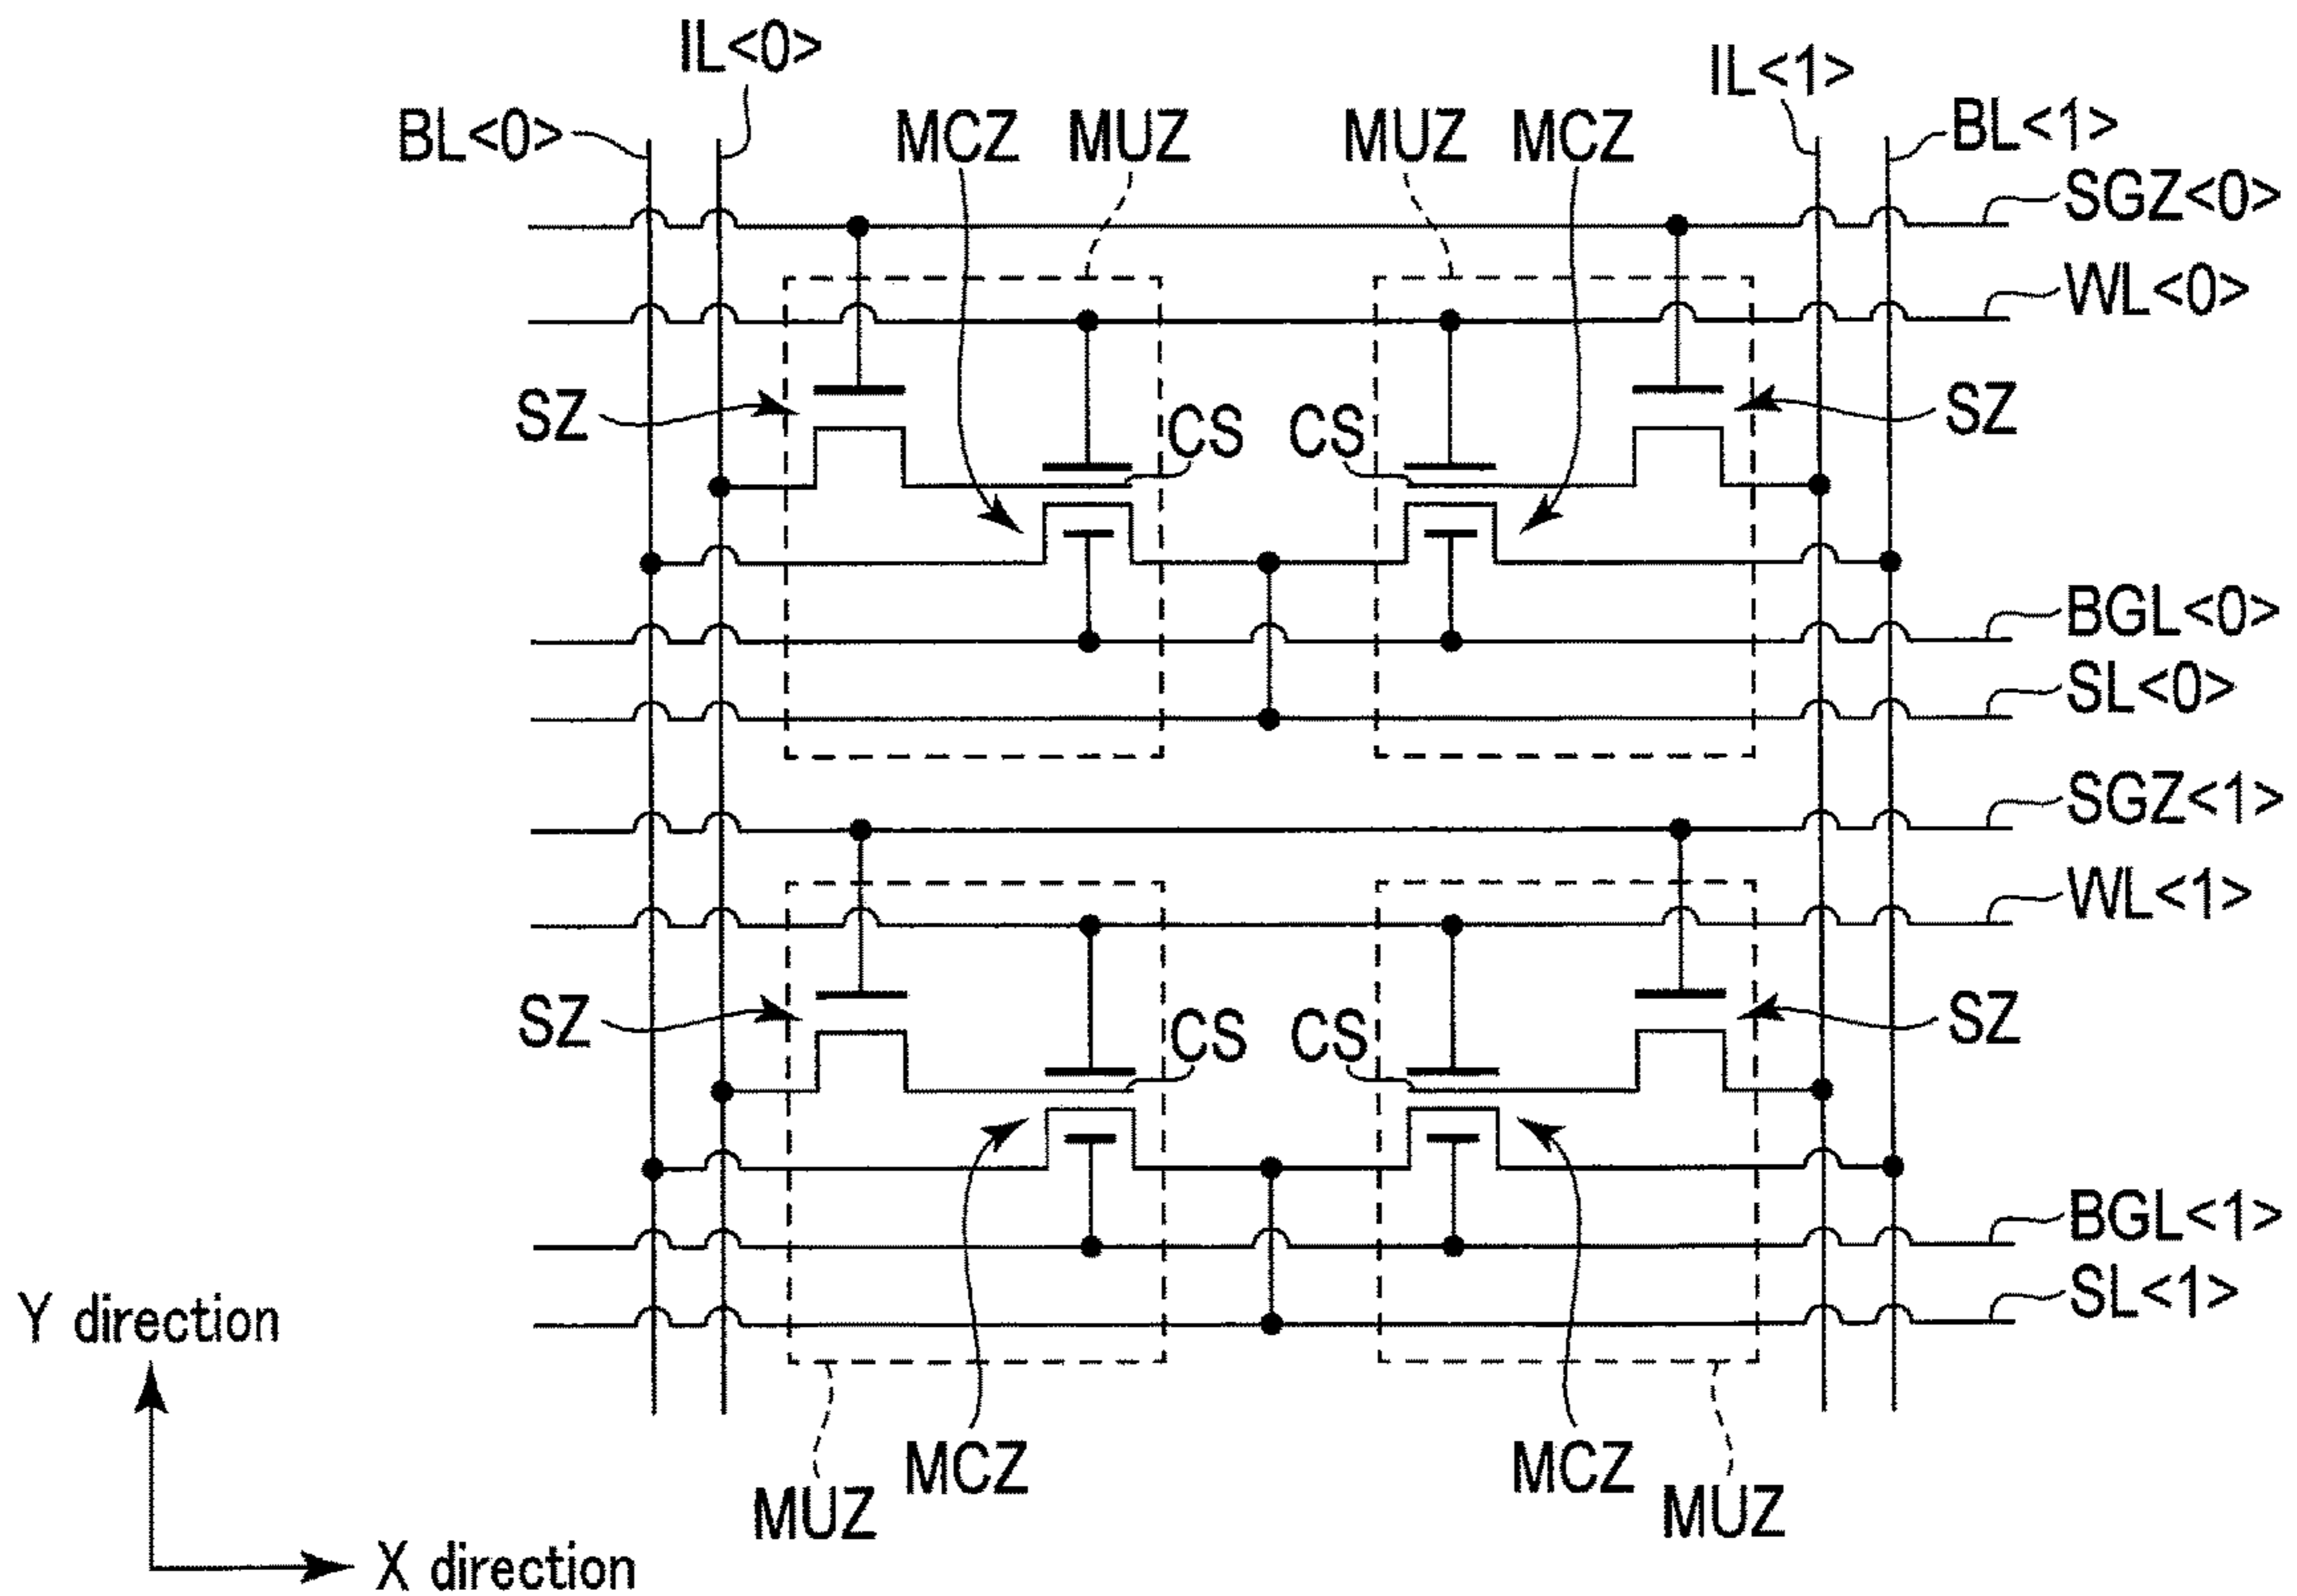 IL<0>
IL<1>
BL<0>
MCZ
MUZ
MUZ
MCZ
BL<1>
SGZ<0>
WL<0>
SZ
CS
CS
SZ
BGL<0>
SL<0>
SGZ<1>
WL<1>
SZ
CS
CS
SZ
BGL<1>
SL<1>
Y direction
MCZ
MCZ
MUZ
MUZ
X direction